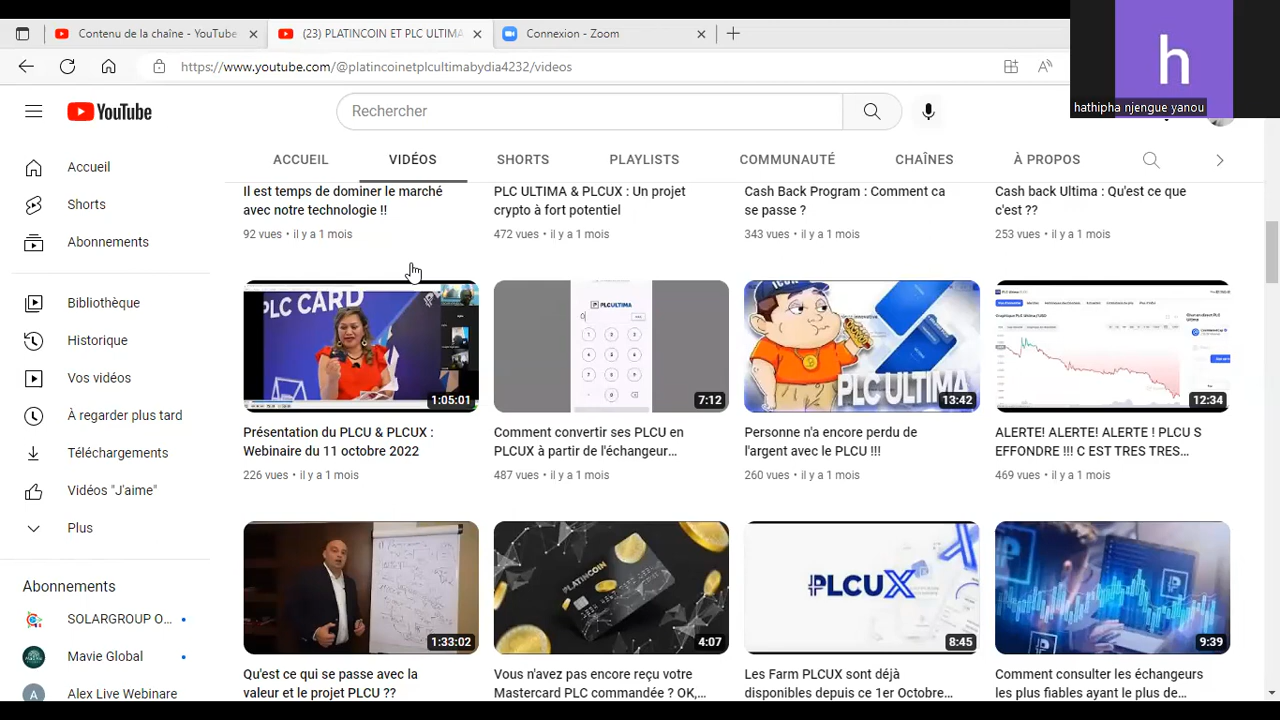 Contenu de la chaîne - YouTube
(23) PLATINCOIN ET PLC ULTIMA
Connexion - Zoom
https://www.youtube.com/@platincoinetplcultimabydia4232/videos
h
hathipha njengue yanou
YouTube
Rechercher
ACCUEIL
VIDÉOS
SHORTS
PLAYLISTS
COMMUNAUTÉ
CHAÎNES
À PROPOS
Accueil
Shorts
Abonnements
Bibliothèque
Historique
Vos vidéos
À regarder plus tard
Téléchargements
Vidéos "J'aime"
Plus
Abonnements
SOLARGROUP O...
Mavie Global
Alex Live Webinare
Il est temps de dominer le marché
avec notre technologie !!
92 vues • il y a 1 mois
PLC ULTIMA & PLCUX : Un projet
crypto à fort potentiel
472 vues • il y a 1 mois
Cash Back Program : Comment ca
se passe ?
343 vues • il y a 1 mois
Cash back Ultima : Qu'est ce que
c'est ??
253 vues • il y a 1 mois
PLC CARD
1:05:01
Présentation du PLCU & PLCUX :
Webinaire du 11 octobre 2022
226 vues • il y a 1 mois
PLCULTIMA
7:12
Comment convertir ses PLCU en
PLCUX à partir de l'échangeur...
487 vues • il y a 1 mois
PLC ULTIMA
13:42
Personne n'a encore perdu de
l'argent avec le PLCU !!!
260 vues • il y a 1 mois
12:34
ALERTE! ALERTE! ALERTE ! PLCU S
EFFONDRE !!! C EST TRES TRES...
469 vues • il y a 1 mois
1:33:02
Qu'est ce qui se passe avec la
valeur et le projet PLCU ??
PLATINCOIN
4:07
Vous n'avez pas encore reçu votre
Mastercard PLC commandée ? OK,...
PLCUX
8:45
Les Farm PLCUX sont déjà
disponibles depuis ce 1er Octobre...
9:39
Comment consulter les échangeurs
les plus fiables ayant le plus de...